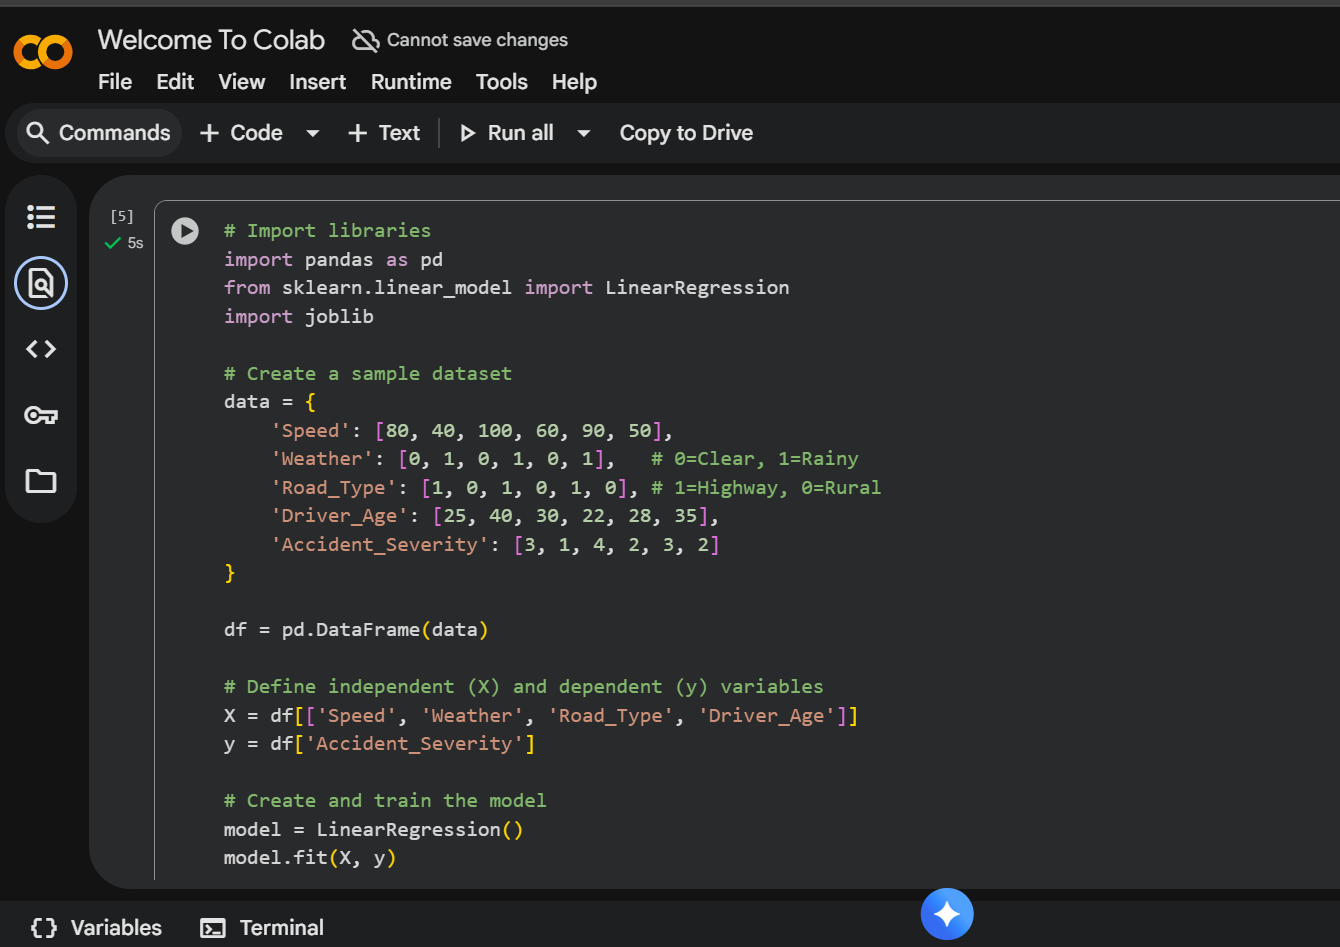 Welcome To Colab Cannot save changes
File Edit View Insert Runtime Tools Help
Commands + Code + Text Run all Copy to Drive
[5]
5s
# Import libraries
import pandas as pd
from sklearn.linear_model import LinearRegression
import joblib
# Create a sample dataset
data = {
    'Speed': [80, 40, 100, 60, 90, 50],
    'Weather': [0, 1, 0, 1, 0, 1],   # 0=Clear, 1=Rainy
    'Road_Type': [1, 0, 1, 0, 1, 0], # 1=Highway, 0=Rural
    'Driver_Age': [25, 40, 30, 22, 28, 35],
    'Accident_Severity': [3, 1, 4, 2, 3, 2]
}
df = pd.DataFrame(data)
# Define independent (X) and dependent (y) variables
X = df[['Speed', 'Weather', 'Road_Type', 'Driver_Age']]
y = df['Accident_Severity']
# Create and train the model
model = LinearRegression()
model.fit(X, y)
Variables Terminal